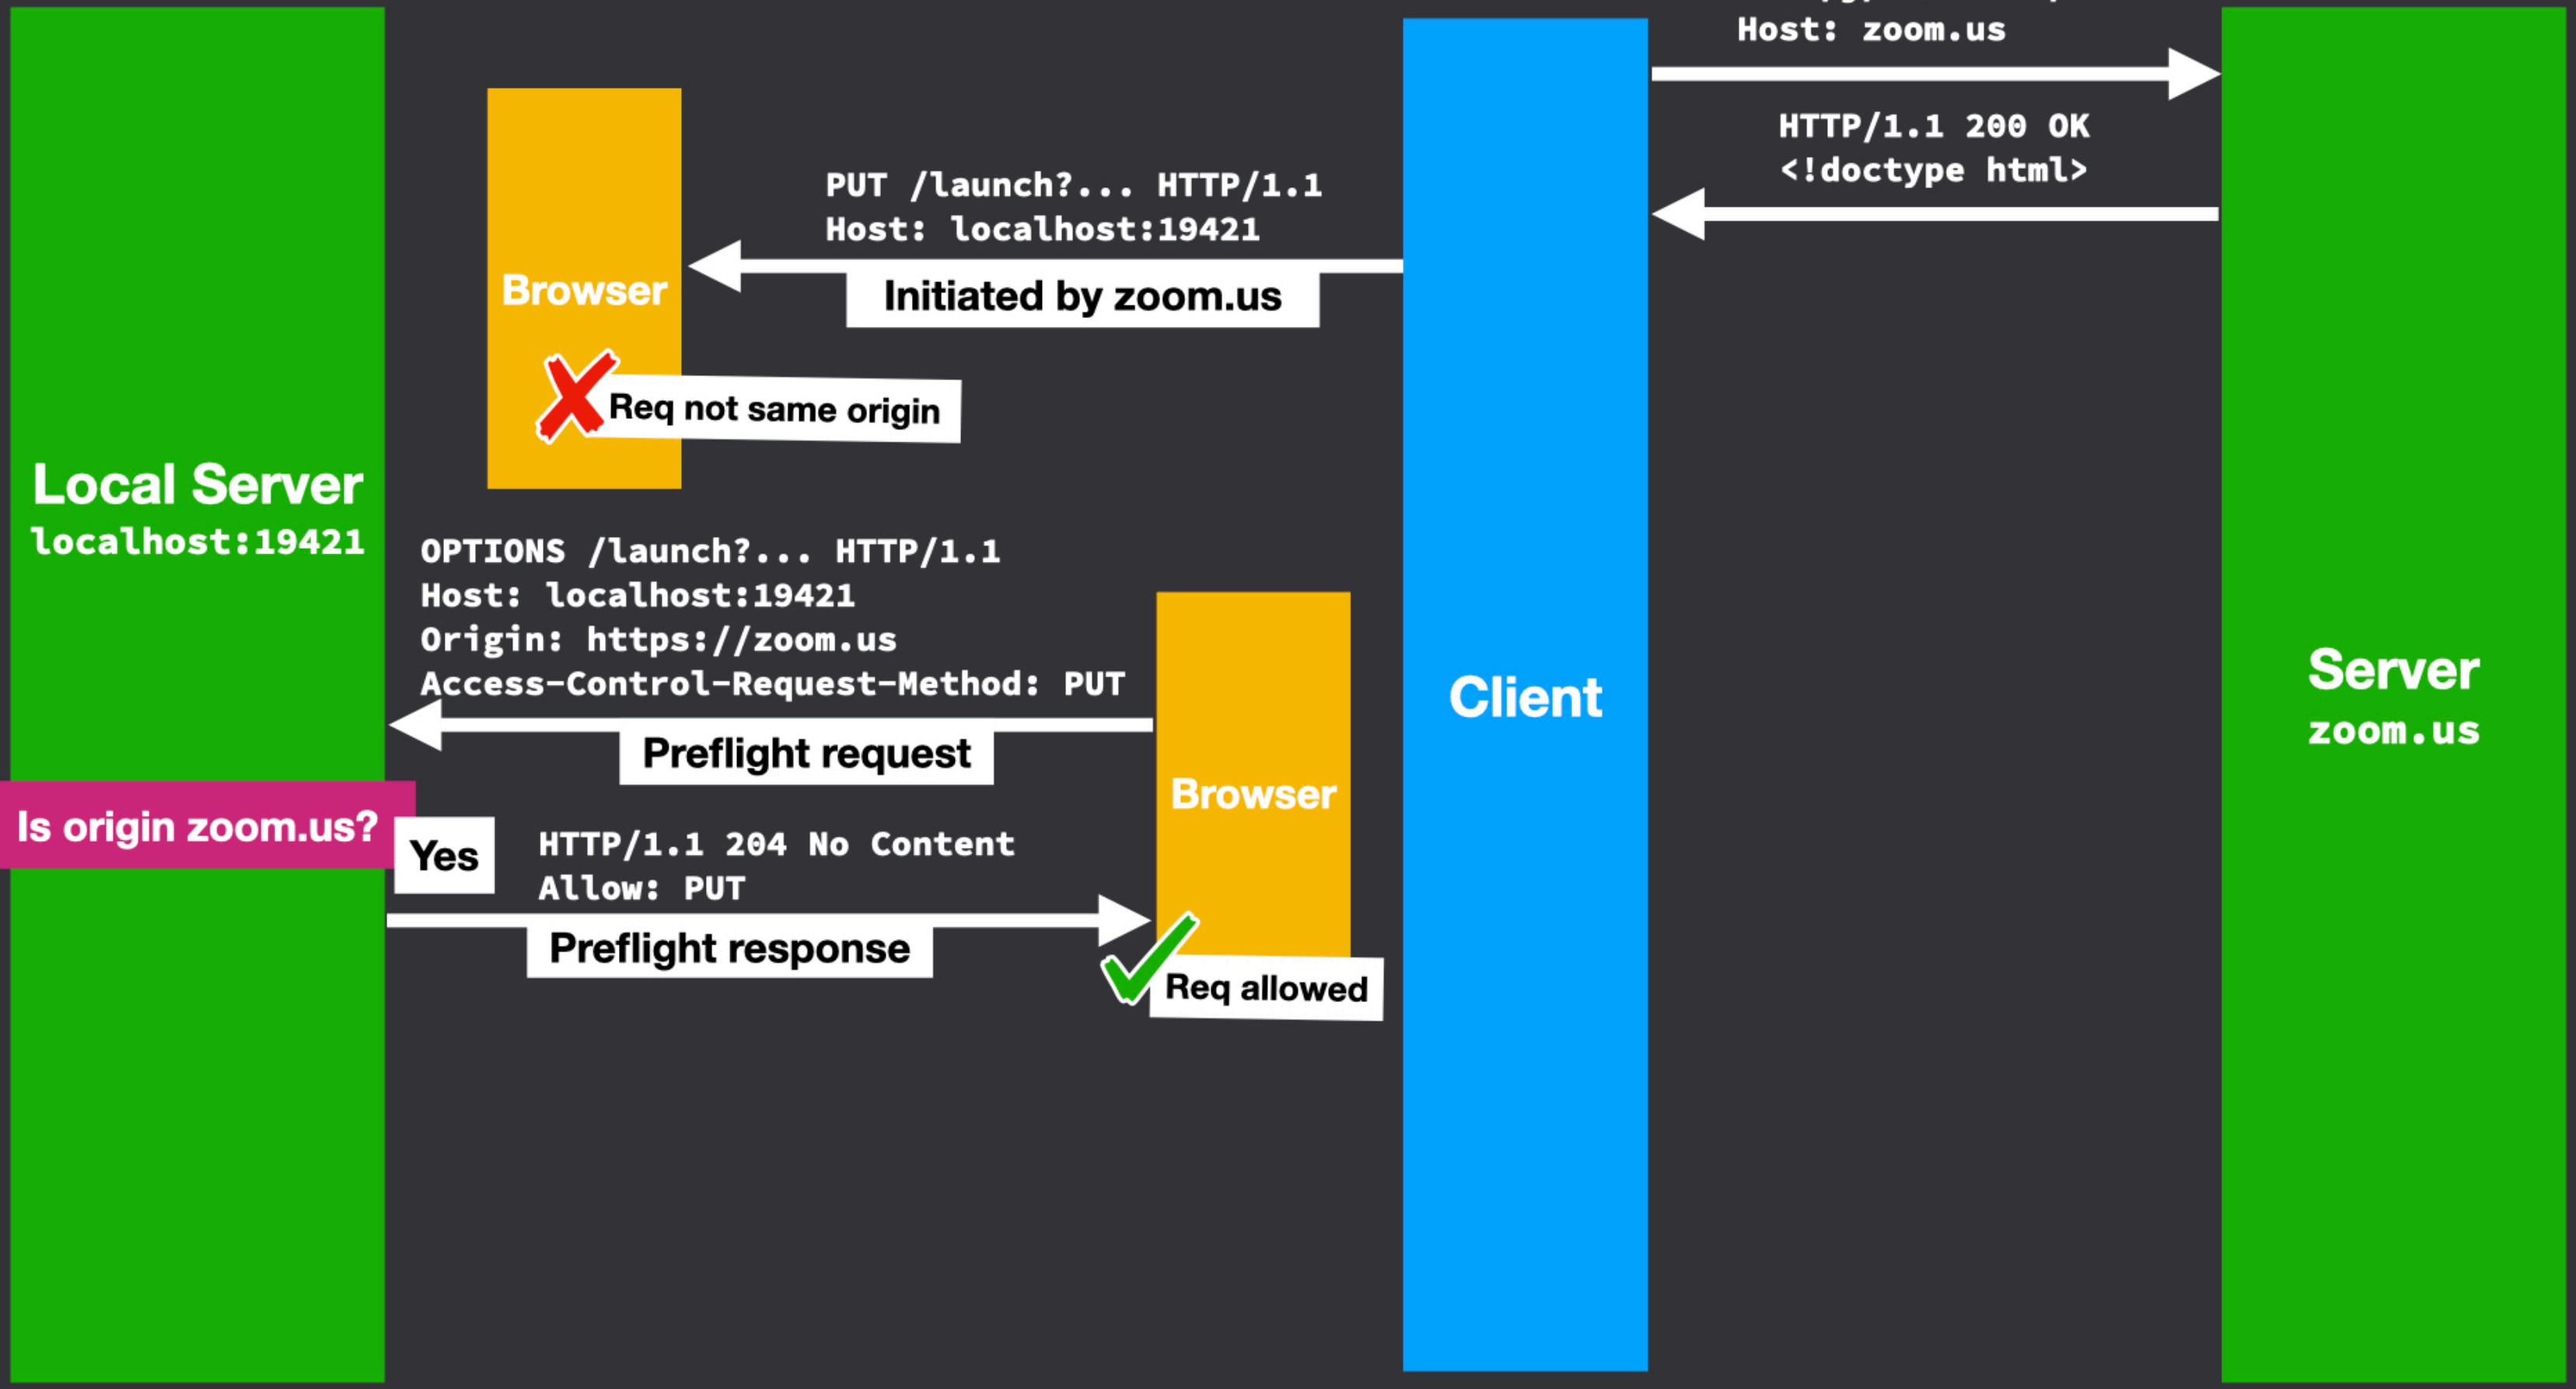 Host: zoom.us
HTTP/1.1 200 OK
<!doctype html>
PUT /launch?... HTTP/1.1
Host: localhost:19421
Initiated by zoom.us
Browser
Req not same origin
Local Server
localhost:19421
OPTIONS /launch?... HTTP/1.1
Host: localhost:19421
Origin: https://zoom.us
Access-Control-Request-Method: PUT
Preflight request
Browser
Is origin zoom.us?
Yes
HTTP/1.1 204 No Content
Allow: PUT
Preflight response
Req allowed
Client
Server
zoom.us